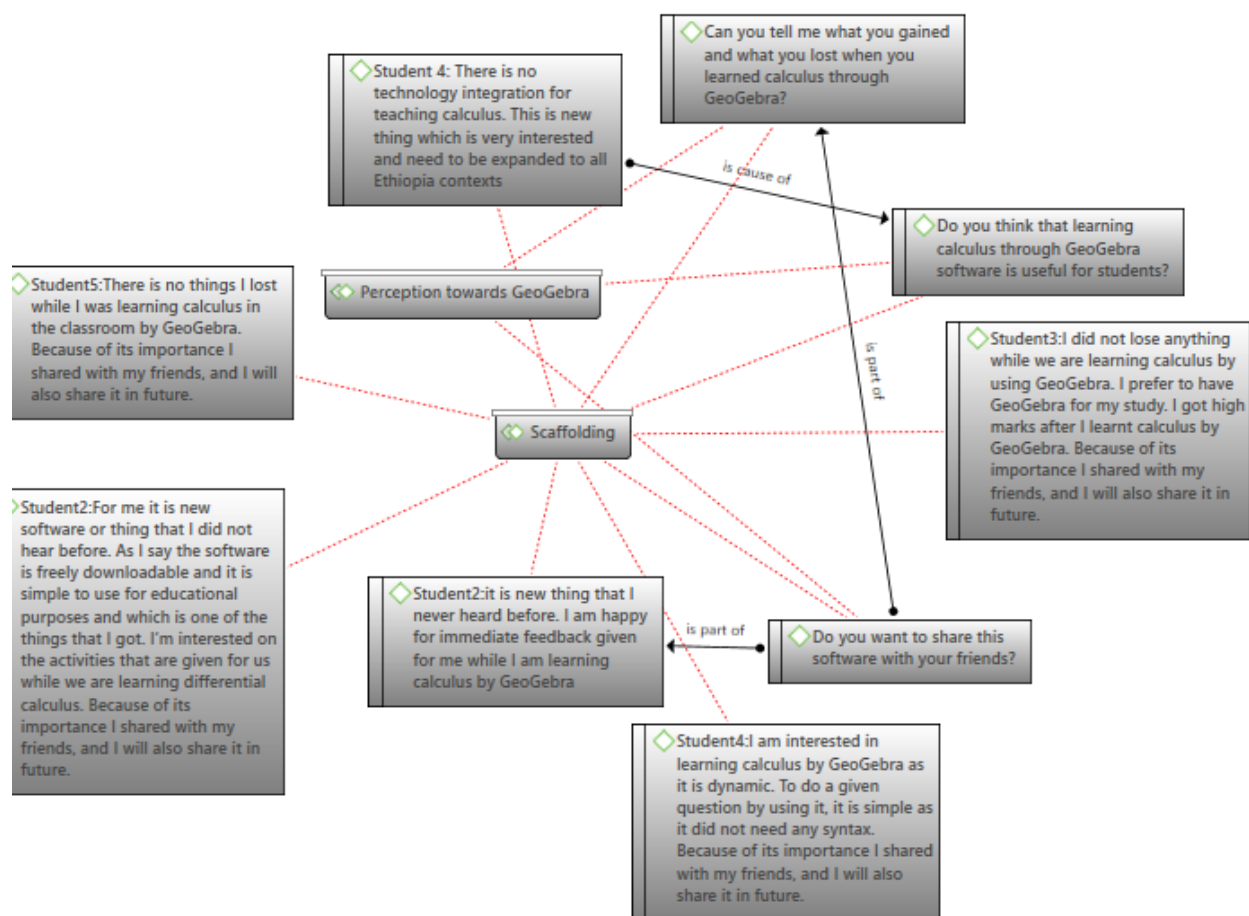 Can you tell me what you gained
and what you lost when you
learned calculus through
GeoGebra?
Student 4: There is no
technology integration for
teaching calculus. This is new
thing which is very interested
and need to be expanded to all
Ethiopia contexts
is cause of
Do you think that learning
calculus through GeoGebra
software is useful for students?
Perception towards GeoGebra
Student5:There is no things I lost
while I was learning calculus in
the classroom by GeoGebra.
Because of its importance I
shared with my friends, and I will
also share it in future.
is part of
Student3:I did not lose anything
while we are learning calculus by
using GeoGebra. I prefer to have
GeoGebra for my study. I got high
marks after I learnt calculus by
GeoGebra. Because of its
importance I shared with my
friends, and I will also share it in
future.
Scaffolding
Student2:For me it is new
software or thing that I did not
hear before. As I say the software
is freely downloadable and it is
simple to use for educational
purposes and which is one of the
things that I got. I'm interested on
the activities that are given for us
while we are learning differential
calculus. Because of its
importance I shared with my
friends, and I will also share it in
future.
Student2:it is new thing that I
never heard before. I am happy
for immediate feedback given
for me while I am learning
calculus by GeoGebra
is part of
Do you want to share this
software with your friends?
Student4:I am interested in
learning calculus by GeoGebra as
it is dynamic. To do a given
question by using it, it is simple as
it did not need any syntax.
Because of its importance I shared
with my friends, and I will also
share it in future.